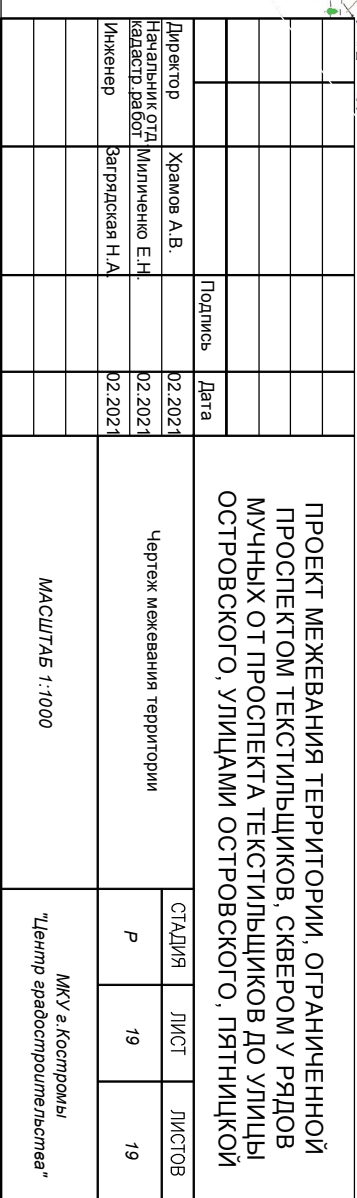 ПРОЕКТ МЕЖЕВАНИЯ ТЕРРИТОРИИ, ОГРАНИЧЕННОЙ
ПРОСПЕКТОМ ТЕКСТИЛЬЩИКОВ, СКВЕРОМ У РЯДОВ
МУЧНЫХ ОТ ПРОСПЕКТА ТЕКСТИЛЬЩИКОВ ДО УЛИЦЫ
ОСТРОВСКОГО, УЛИЦАМИ ОСТРОВСКОГО, ПЯТНИЦКОЙ
Подпись Дата
Директор Храмов А.В. 02.2021
Начальник отд.
кадастр.работ Миличенко Е.Н. 02.2021
Инженер Загрядская Н.А. 02.2021
Чертеж межевания территории
СТАДИЯ ЛИСТ ЛИСТОВ
Р 19 19
МАСШТАБ 1:1000
МКУ г.Костромы
"Центр градостроительства"